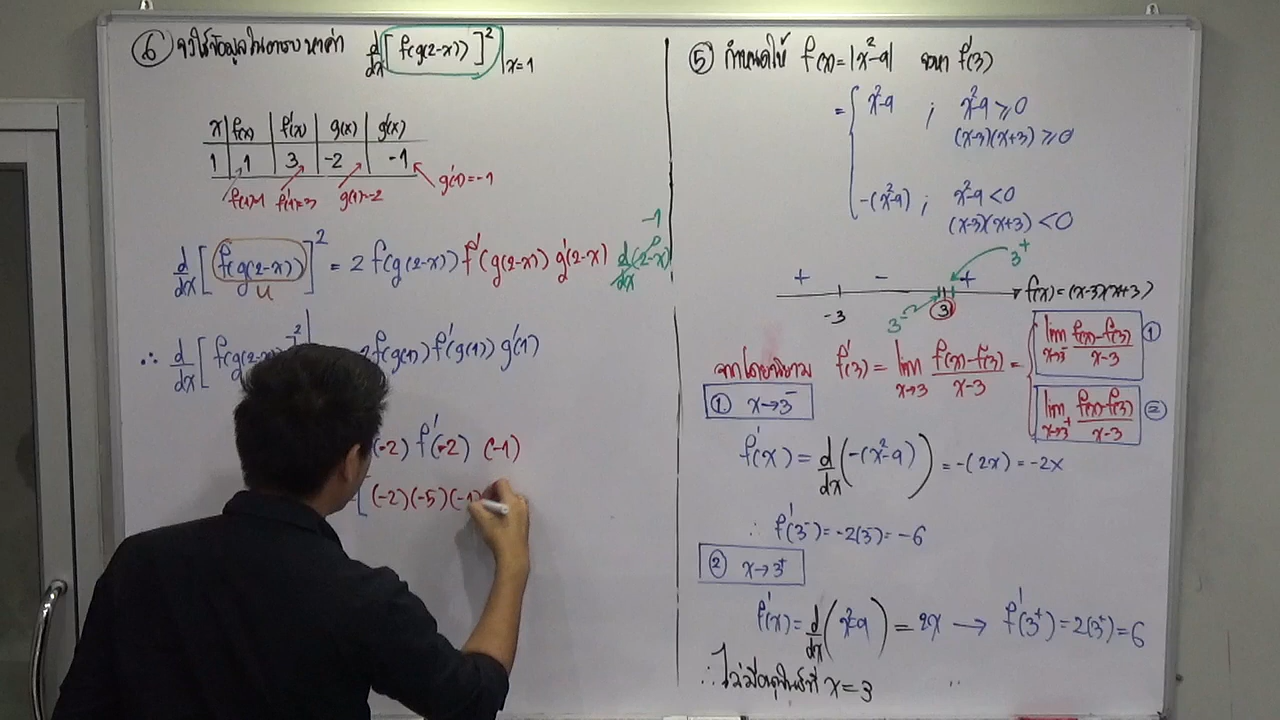 ⑥ จงใช้ข้อมูลในตาราง หาค่า d/dx [f(g(2-x))]² |x=1
x f(x) f'(x) g(x) g'(x)
1 1 3 -2 -1
f'(1)=3 g(1)=-2 g'(1)=-1
-1
d/dx [f(g(2-x))]² = 2 f(g(2-x)) f'(g(2-x)) g'(2-x) d/dx(2-x)
u
∴ d/dx [f(g(2-x))]² 2f(g(1)) f'(g(1)) g'(1)
(-2) f'(-2) (-1)
[(-2)(-5)(-1)
⑤ กำหนดให้ f(x) = |x²-9| จงหา f'(3)
= { x²-9 ; x²-9 ≥ 0
(x-3)(x+3) ≥ 0
-(x²-9) ; x²-9 < 0
(x-3)(x+3) < 0
3⁺
+ - +
-3 3⁻ 3 f(x)=(x-3)(x+3)
จากโดยนิยาม f'(3) = lim x→3 f(x)-f(3)/x-3 = { lim x→3⁻ f(x)-f(3)/x-3 ①
lim x→3⁺ f(x)-f(3)/x-3 ②
① x→3⁻
f'(x) = d/dx (-(x²-9)) = -(2x) = -2x
∴ f'(3⁻) = -2(3⁻) = -6
② x→3⁺
f'(x) = d/dx (x²-9) = 2x → f'(3⁺) = 2(3⁺) = 6
∴ ไม่มีอนุพันธ์ที่ x = 3